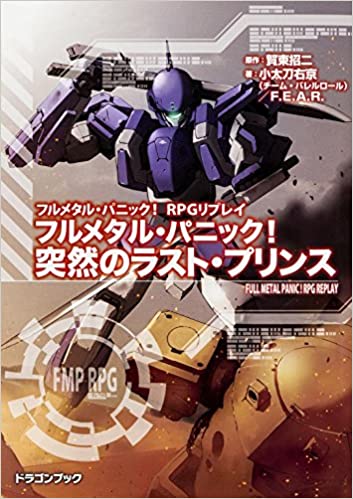 原作：賀東招二
著：小太刀右京
（チーム・バレルロール）
／F.E.A.R.
フルメタル・パニック！ RPGリプレイ
フルメタル・パニック！
突然のラスト・プリンス
FULL METAL PANIC! RPG REPLAY
FMP RPG
ドラゴンブック